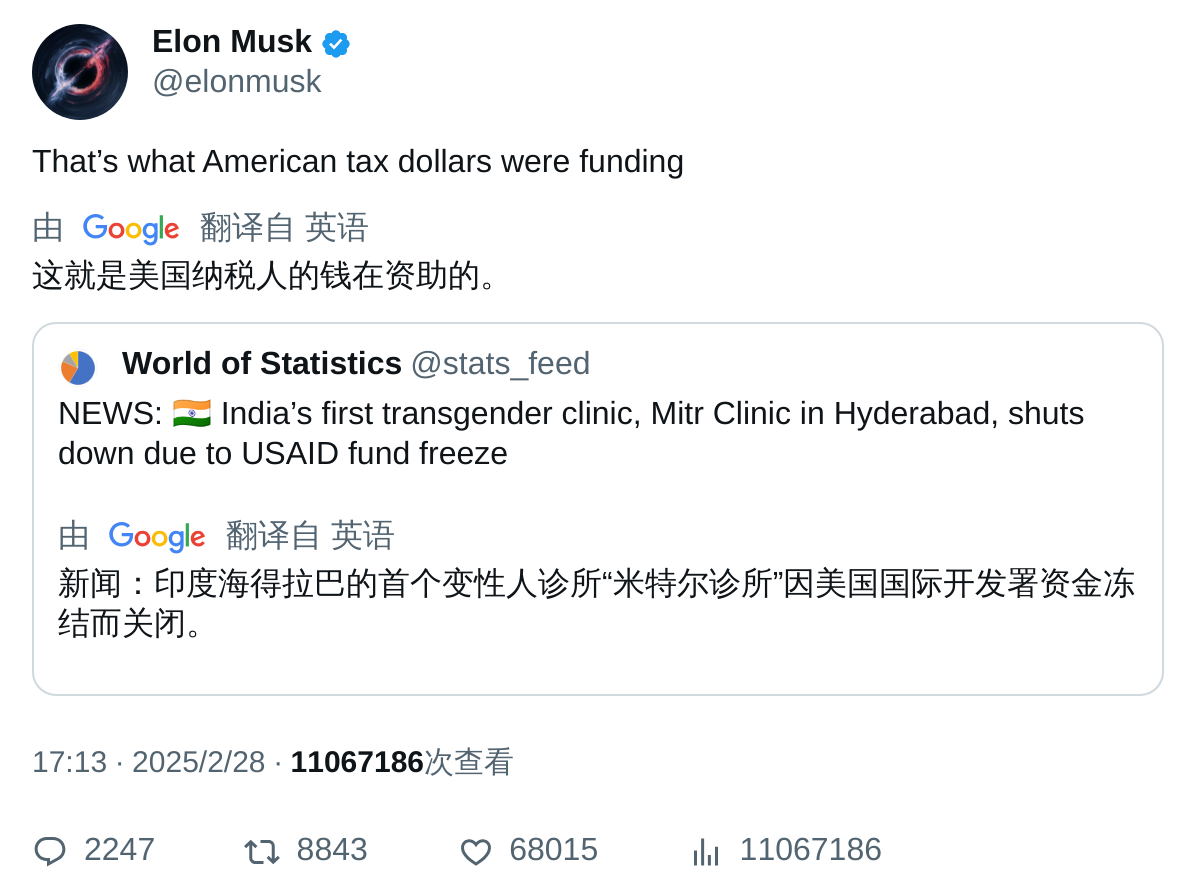 Elon Musk
@elonmusk
That’s what American tax dollars were funding
由 Google 翻译自 英语
这就是美国纳税人的钱在资助的。
World of Statistics @stats_feed
NEWS: 🇮🇳 India’s first transgender clinic, Mitr Clinic in Hyderabad, shuts
down due to USAID fund freeze
由 Google 翻译自 英语
新闻：印度海得拉巴的首个变性人诊所“米特尔诊所”因美国国际开发署资金冻
结而关闭。
17:13 · 2025/2/28 · 11067186次查看
2247 8843 68015 11067186